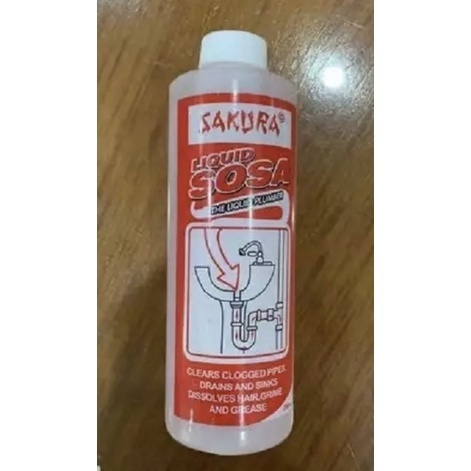 SAKURA®
LIQUID
SOSA
THE LIQUID PLUMBER
CLEARS CLOGGED PIPES,
DRAINS AND SINKS
DISSOLVES HAIR,GRIME
AND GREASE